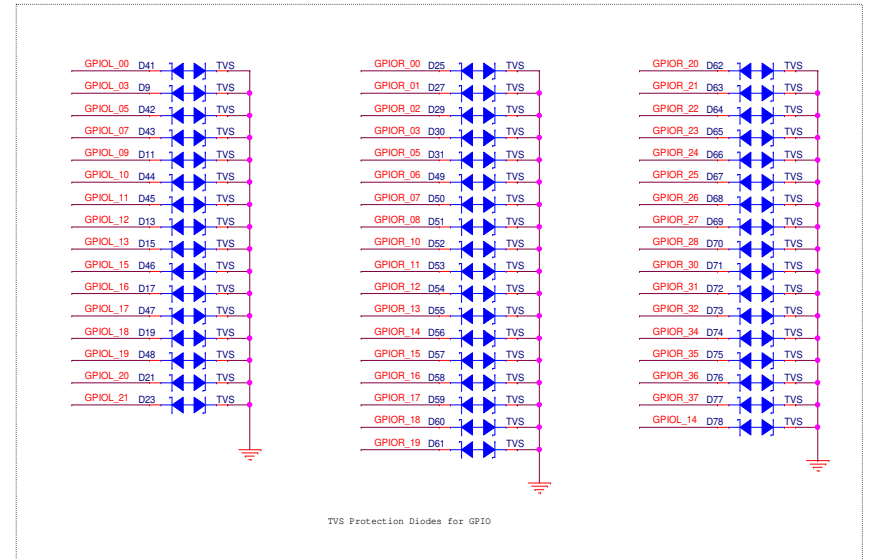 GPIOL_00 D41 TVS
GPIOL_03 D9 TVS
GPIOL_05 D42 TVS
GPIOL_07 D43 TVS
GPIOL_09 D11 TVS
GPIOL_10 D44 TVS
GPIOL_11 D45 TVS
GPIOL_12 D13 TVS
GPIOL_13 D15 TVS
GPIOL_15 D46 TVS
GPIOL_16 D17 TVS
GPIOL_17 D47 TVS
GPIOL_18 D19 TVS
GPIOL_19 D48 TVS
GPIOL_20 D21 TVS
GPIOL_21 D23 TVS
GPIOR_00 D25 TVS
GPIOR_01 D27 TVS
GPIOR_02 D29 TVS
GPIOR_03 D30 TVS
GPIOR_05 D31 TVS
GPIOR_06 D49 TVS
GPIOR_07 D50 TVS
GPIOR_08 D51 TVS
GPIOR_10 D52 TVS
GPIOR_11 D53 TVS
GPIOR_12 D54 TVS
GPIOR_13 D55 TVS
GPIOR_14 D56 TVS
GPIOR_15 D57 TVS
GPIOR_16 D58 TVS
GPIOR_17 D59 TVS
GPIOR_18 D60 TVS
GPIOR_19 D61 TVS
GPIOR_20 D62 TVS
GPIOR_21 D63 TVS
GPIOR_22 D64 TVS
GPIOR_23 D65 TVS
GPIOR_24 D66 TVS
GPIOR_25 D67 TVS
GPIOR_26 D68 TVS
GPIOR_27 D69 TVS
GPIOR_28 D70 TVS
GPIOR_30 D71 TVS
GPIOR_31 D72 TVS
GPIOR_32 D73 TVS
GPIOR_34 D74 TVS
GPIOR_35 D75 TVS
GPIOR_36 D76 TVS
GPIOR_37 D77 TVS
GPIOL_14 D78 TVS
TVS Protection Diodes for GPIO